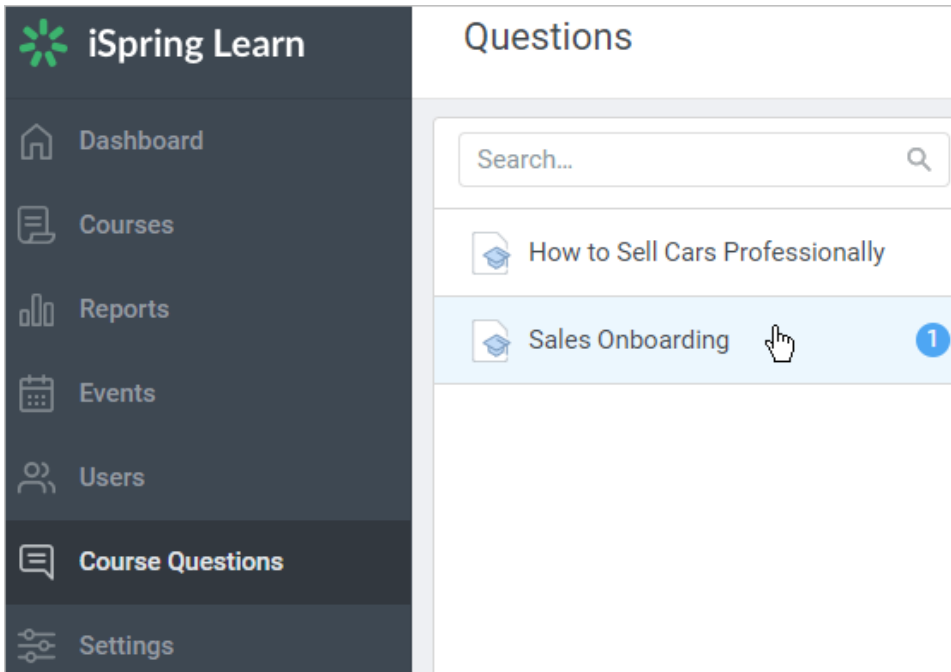 iSpring Learn
Dashboard
Courses
Reports
Events
Users
Course Questions
Settings
Questions
Search...
How to Sell Cars Professionally
Sales Onboarding
1